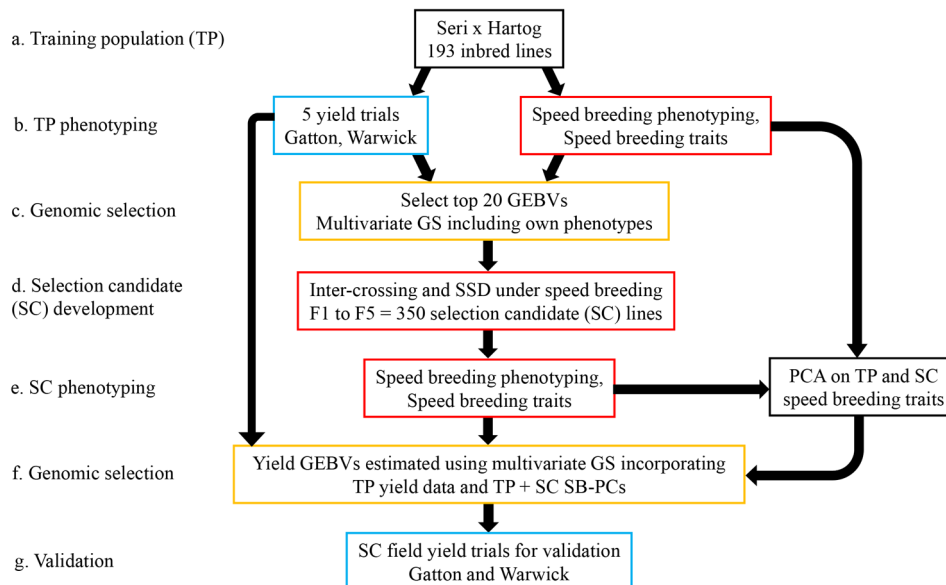 a. Training population (TP)
Seri x Hartog
193 inbred lines
b. TP phenotyping
5 yield trials
Gatton, Warwick
Speed breeding phenotyping,
Speed breeding traits
c. Genomic selection
Select top 20 GEBVs
Multivariate GS including own phenotypes
d. Selection candidate
(SC) development
Inter-crossing and SSD under speed breeding
F1 to F5 = 350 selection candidate (SC) lines
e. SC phenotyping
Speed breeding phenotyping,
Speed breeding traits
PCA on TP and SC
speed breeding traits
f. Genomic selection
Yield GEBVs estimated using multivariate GS incorporating
TP yield data and TP + SC SB-PCs
g. Validation
SC field yield trials for validation
Gatton and Warwick